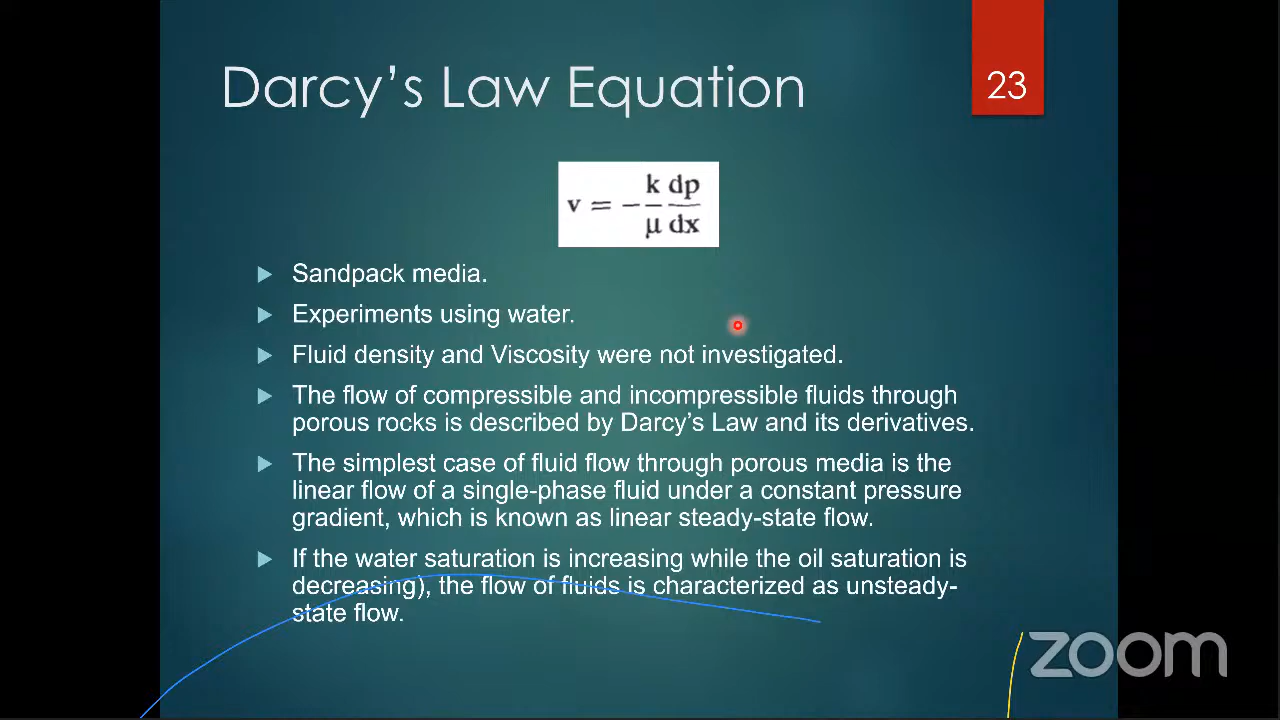 Darcy's Law Equation
23
v = - k/μ dp/dx
Sandpack media.
Experiments using water.
Fluid density and Viscosity were not investigated.
The flow of compressible and incompressible fluids through
porous rocks is described by Darcy's Law and its derivatives.
The simplest case of fluid flow through porous media is the
linear flow of a single-phase fluid under a constant pressure
gradient, which is known as linear steady-state flow.
If the water saturation is increasing while the oil saturation is
decreasing), the flow of fluids is characterized as unsteady-
state flow.
zoom